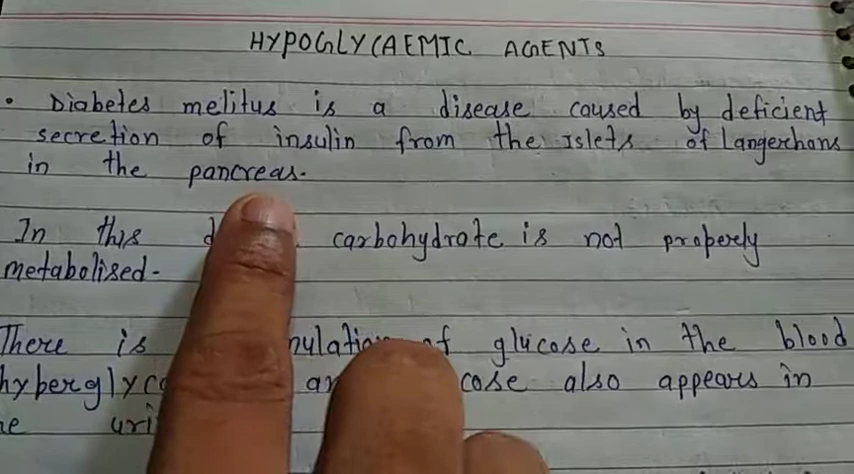 HYPOGLYCAEMIC AGENTS
• Diabetes melitus is a disease caused by deficient
secretion of insulin from the Islets of Langerhans
in the pancreas.
In this carbohydrate is not properly
metabolised-
There is of glucose in the blood
also appears in